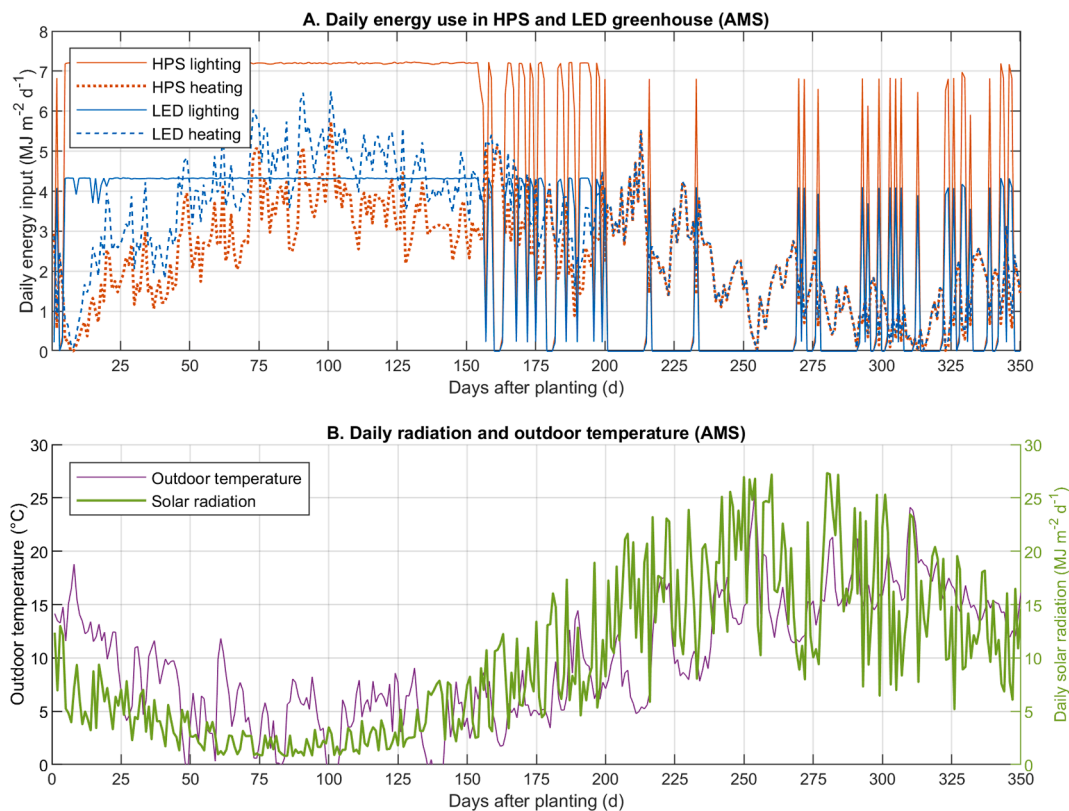 A. Daily energy use in HPS and LED greenhouse (AMS)
Daily energy input (MJ m-2 d-1)
8
7
6
5
4
3
2
1
0
HPS lighting
HPS heating
LED lighting
LED heating
0 25 50 75 100 125 150 175 200 225 250 275 300 325 350
Days after planting (d)
B. Daily radiation and outdoor temperature (AMS)
Outdoor temperature (°C)
30
25
20
15
10
5
0
Outdoor temperature
Solar radiation
30
25
20
15
10
5
0
Daily solar radiation (MJ m-2 d-1)
0 25 50 75 100 125 150 175 200 225 250 275 300 325 350
Days after planting (d)